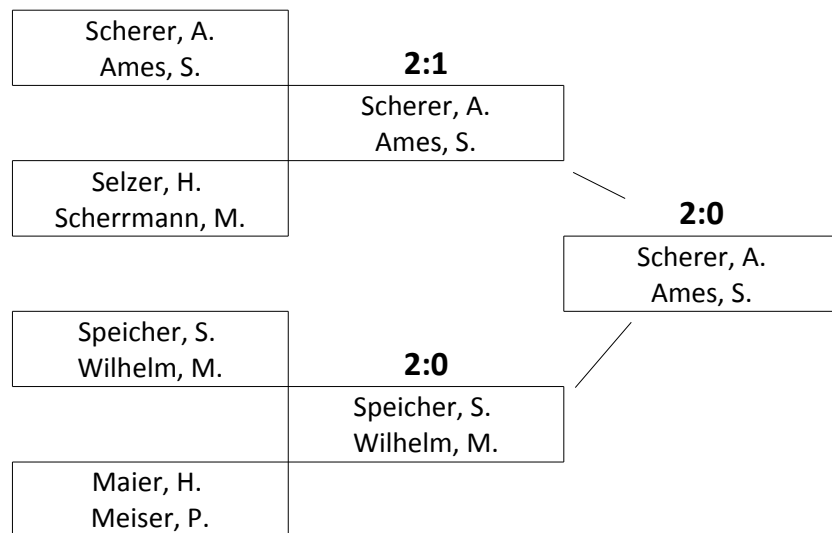 Scherer, A.
Ames, S.
2:1
Scherer, A.
Ames, S.
Selzer, H.
Scherrmann, M.
2:0
Scherer, A.
Ames, S.
Speicher, S.
Wilhelm, M.
2:0
Speicher, S.
Wilhelm, M.
Maier, H.
Meiser, P.